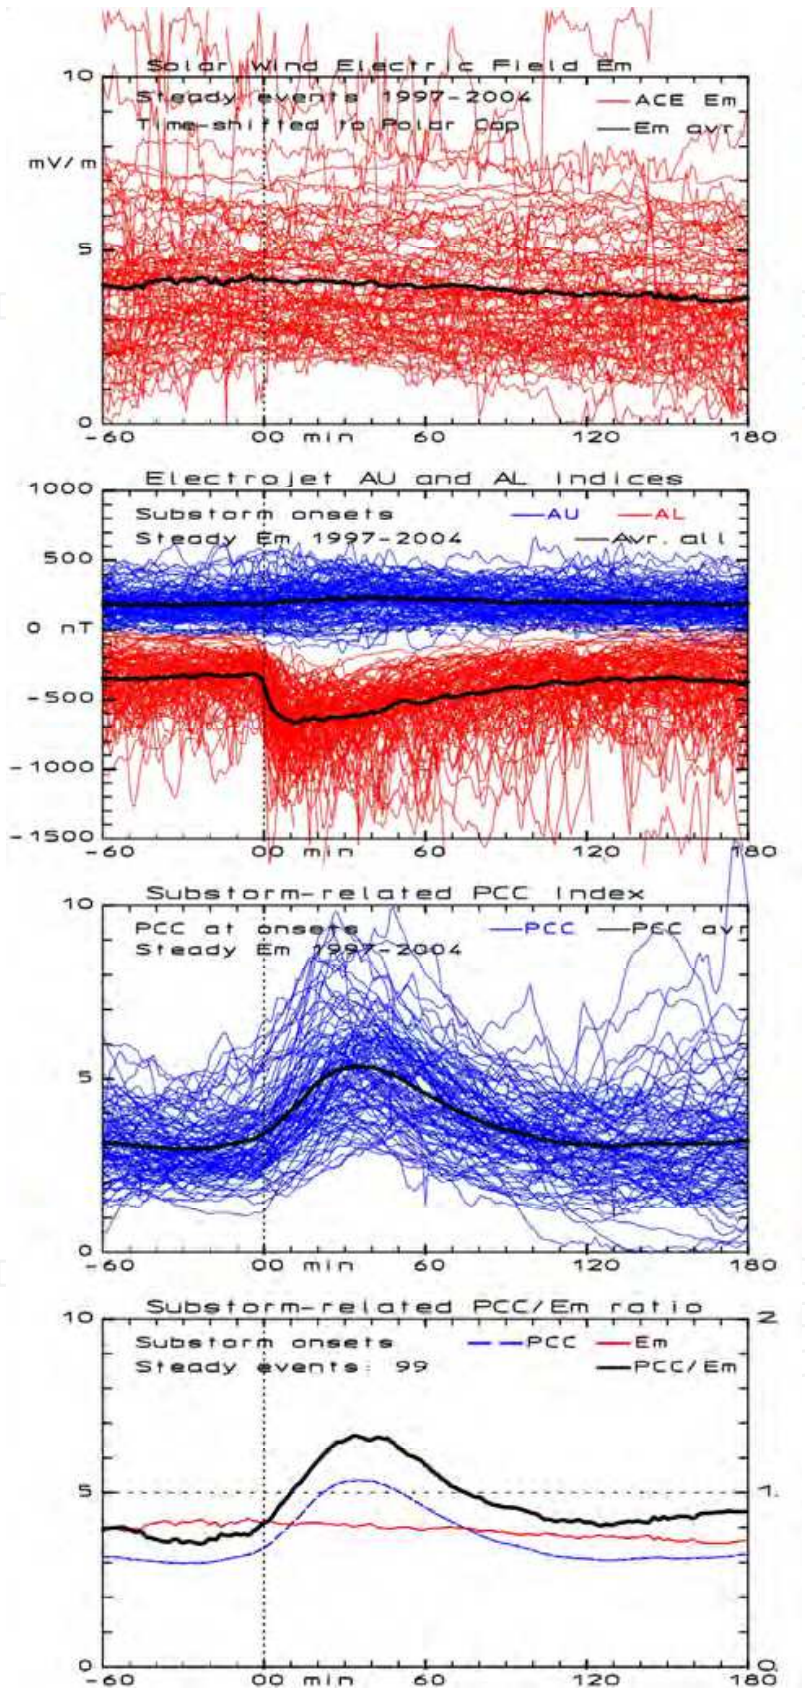 Solar Wind Electric Field Em
10
Steady events 1997-2004
ACE Em
Time-shifted to Polar Cap
Em avr
mV/m
5
0
-60 00 min 60 120 180
Electrojet AU and AL Indices
1000
Substorm onsets
AU AL
Steady Em 1997-2004
Avr. all
500
0 nT
-500
-1000
-1500
-60 00 min 60 120 180
Substorm-related PCC Index
10
PCC at onsets
PCC PCC avr
Steady Em 1997-2004
5
0
-60 00 min 60 120 180
Substorm-related PCC/Em ratio
10 2.
Substorm onsets
PCC Em
Steady events: 99
PCC/Em
5 1.
0 0.
-60 00 min 60 120 180